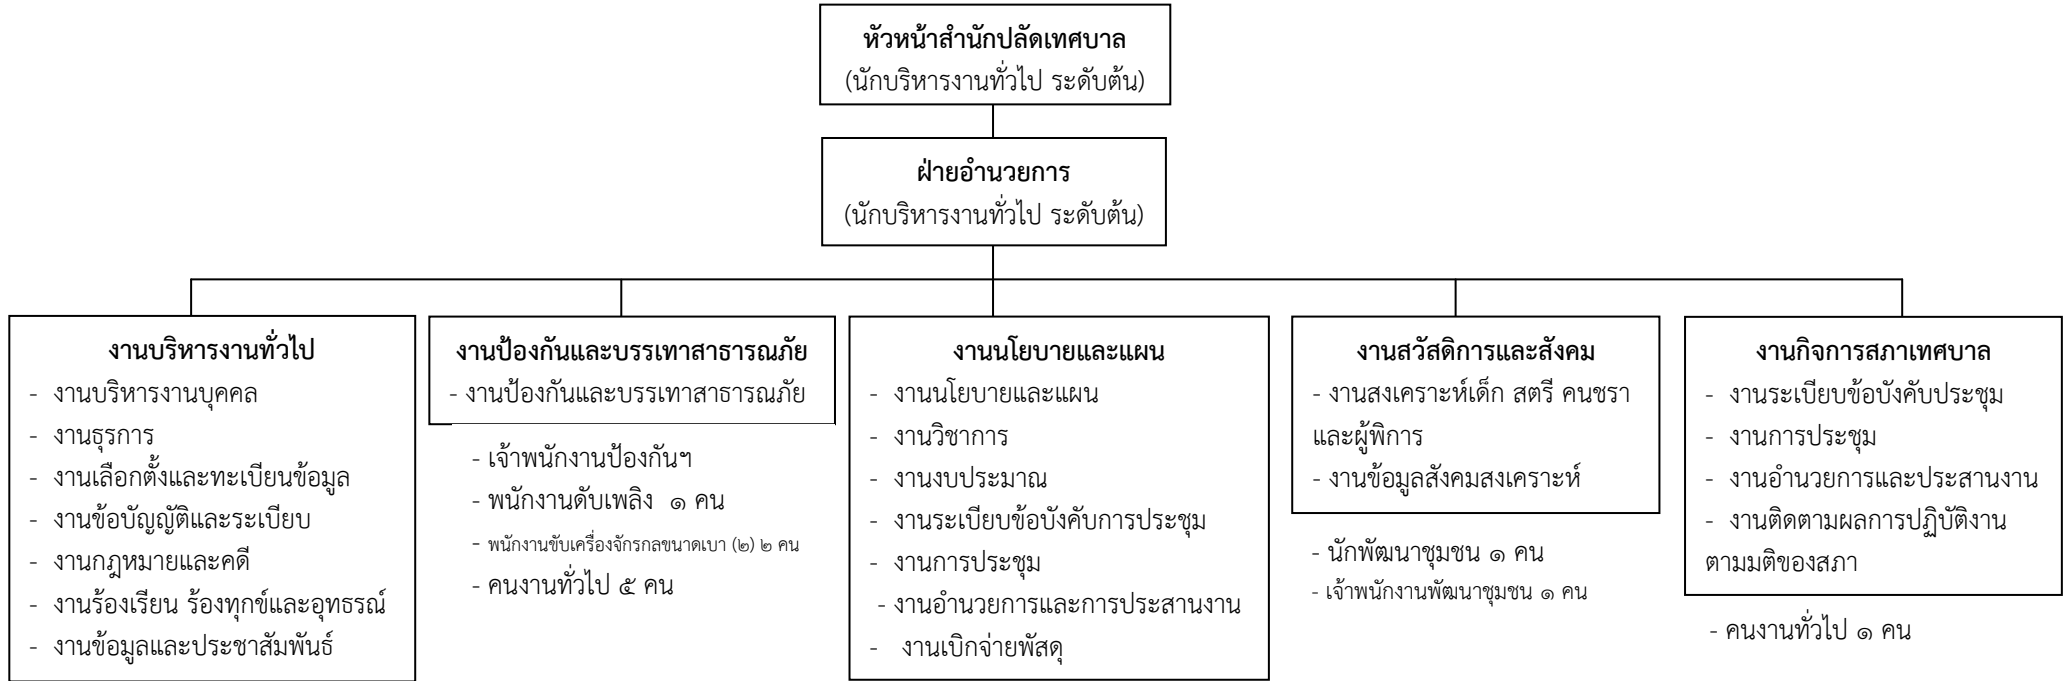 หัวหน้าสำนักปลัดเทศบาล
(นักบริหารงานทั่วไป ระดับต้น)
ฝ่ายอำนวยการ
(นักบริหารงานทั่วไป ระดับต้น)
งานบริหารงานทั่วไป
- งานบริหารงานบุคคล
- งานธุรการ
- งานเลือกตั้งและทะเบียนข้อมูล
- งานข้อบัญญัติและระเบียบ
- งานกฎหมายและคดี
- งานร้องเรียน ร้องทุกข์และอุทธรณ์
- งานข้อมูลและประชาสัมพันธ์
งานป้องกันและบรรเทาสาธารณภัย
- งานป้องกันและบรรเทาสาธารณภัย
- เจ้าพนักงานป้องกันฯ
- พนักงานดับเพลิง ๑ คน
- พนักงานขับเครื่องจักรกลขนาดเบา (๒) ๒ คน
- คนงานทั่วไป ๕ คน
งานนโยบายและแผน
- งานนโยบายและแผน
- งานวิชาการ
- งานงบประมาณ
- งานระเบียบข้อบังคับการประชุม
- งานการประชุม
- งานอำนวยการและการประสานงาน
- งานเบิกจ่ายพัสดุ
งานสวัสดิการและสังคม
- งานสงเคราะห์เด็ก สตรี คนชรา
และผู้พิการ
- งานข้อมูลสังคมสงเคราะห์
- นักพัฒนาชุมชน ๑ คน
- เจ้าพนักงานพัฒนาชุมชน ๑ คน
งานกิจการสภาเทศบาล
- งานระเบียบข้อบังคับประชุม
- งานการประชุม
- งานอำนวยการและประสานงาน
- งานติดตามผลการปฏิบัติงาน
ตามมติของสภา
- คนงานทั่วไป ๑ คน